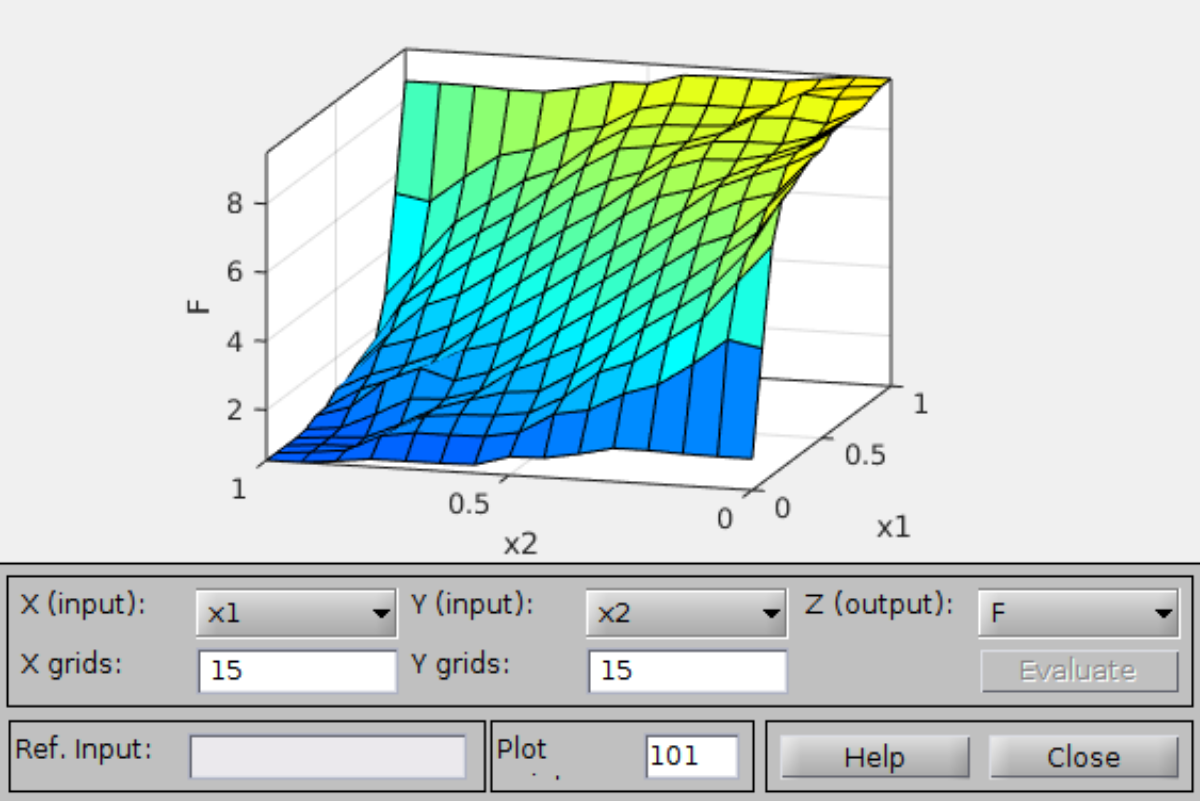 8
6
4
2
F
1
0.5
0
x2
0
0.5
1
x1
X (input): x1 Y (input): x2 Z (output): F
X grids: 15 Y grids: 15 Evaluate
Ref. Input: Plot 101 Help Close